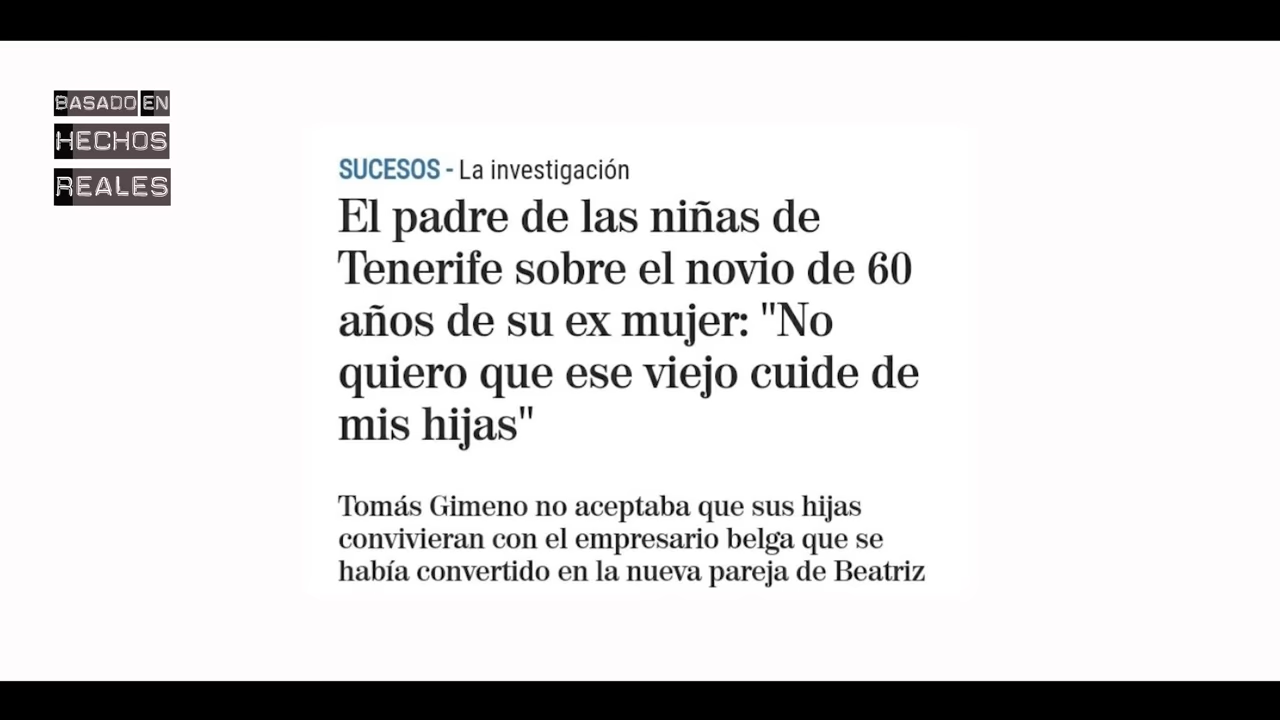 BASADO EN
HECHOS
REALES
SUCESOS - La investigación
El padre de las niñas de
Tenerife sobre el novio de 60
años de su ex mujer: "No
quiero que ese viejo cuide de
mis hijas"
Tomás Gimeno no aceptaba que sus hijas
convivieran con el empresario belga que se
había convertido en la nueva pareja de Beatriz